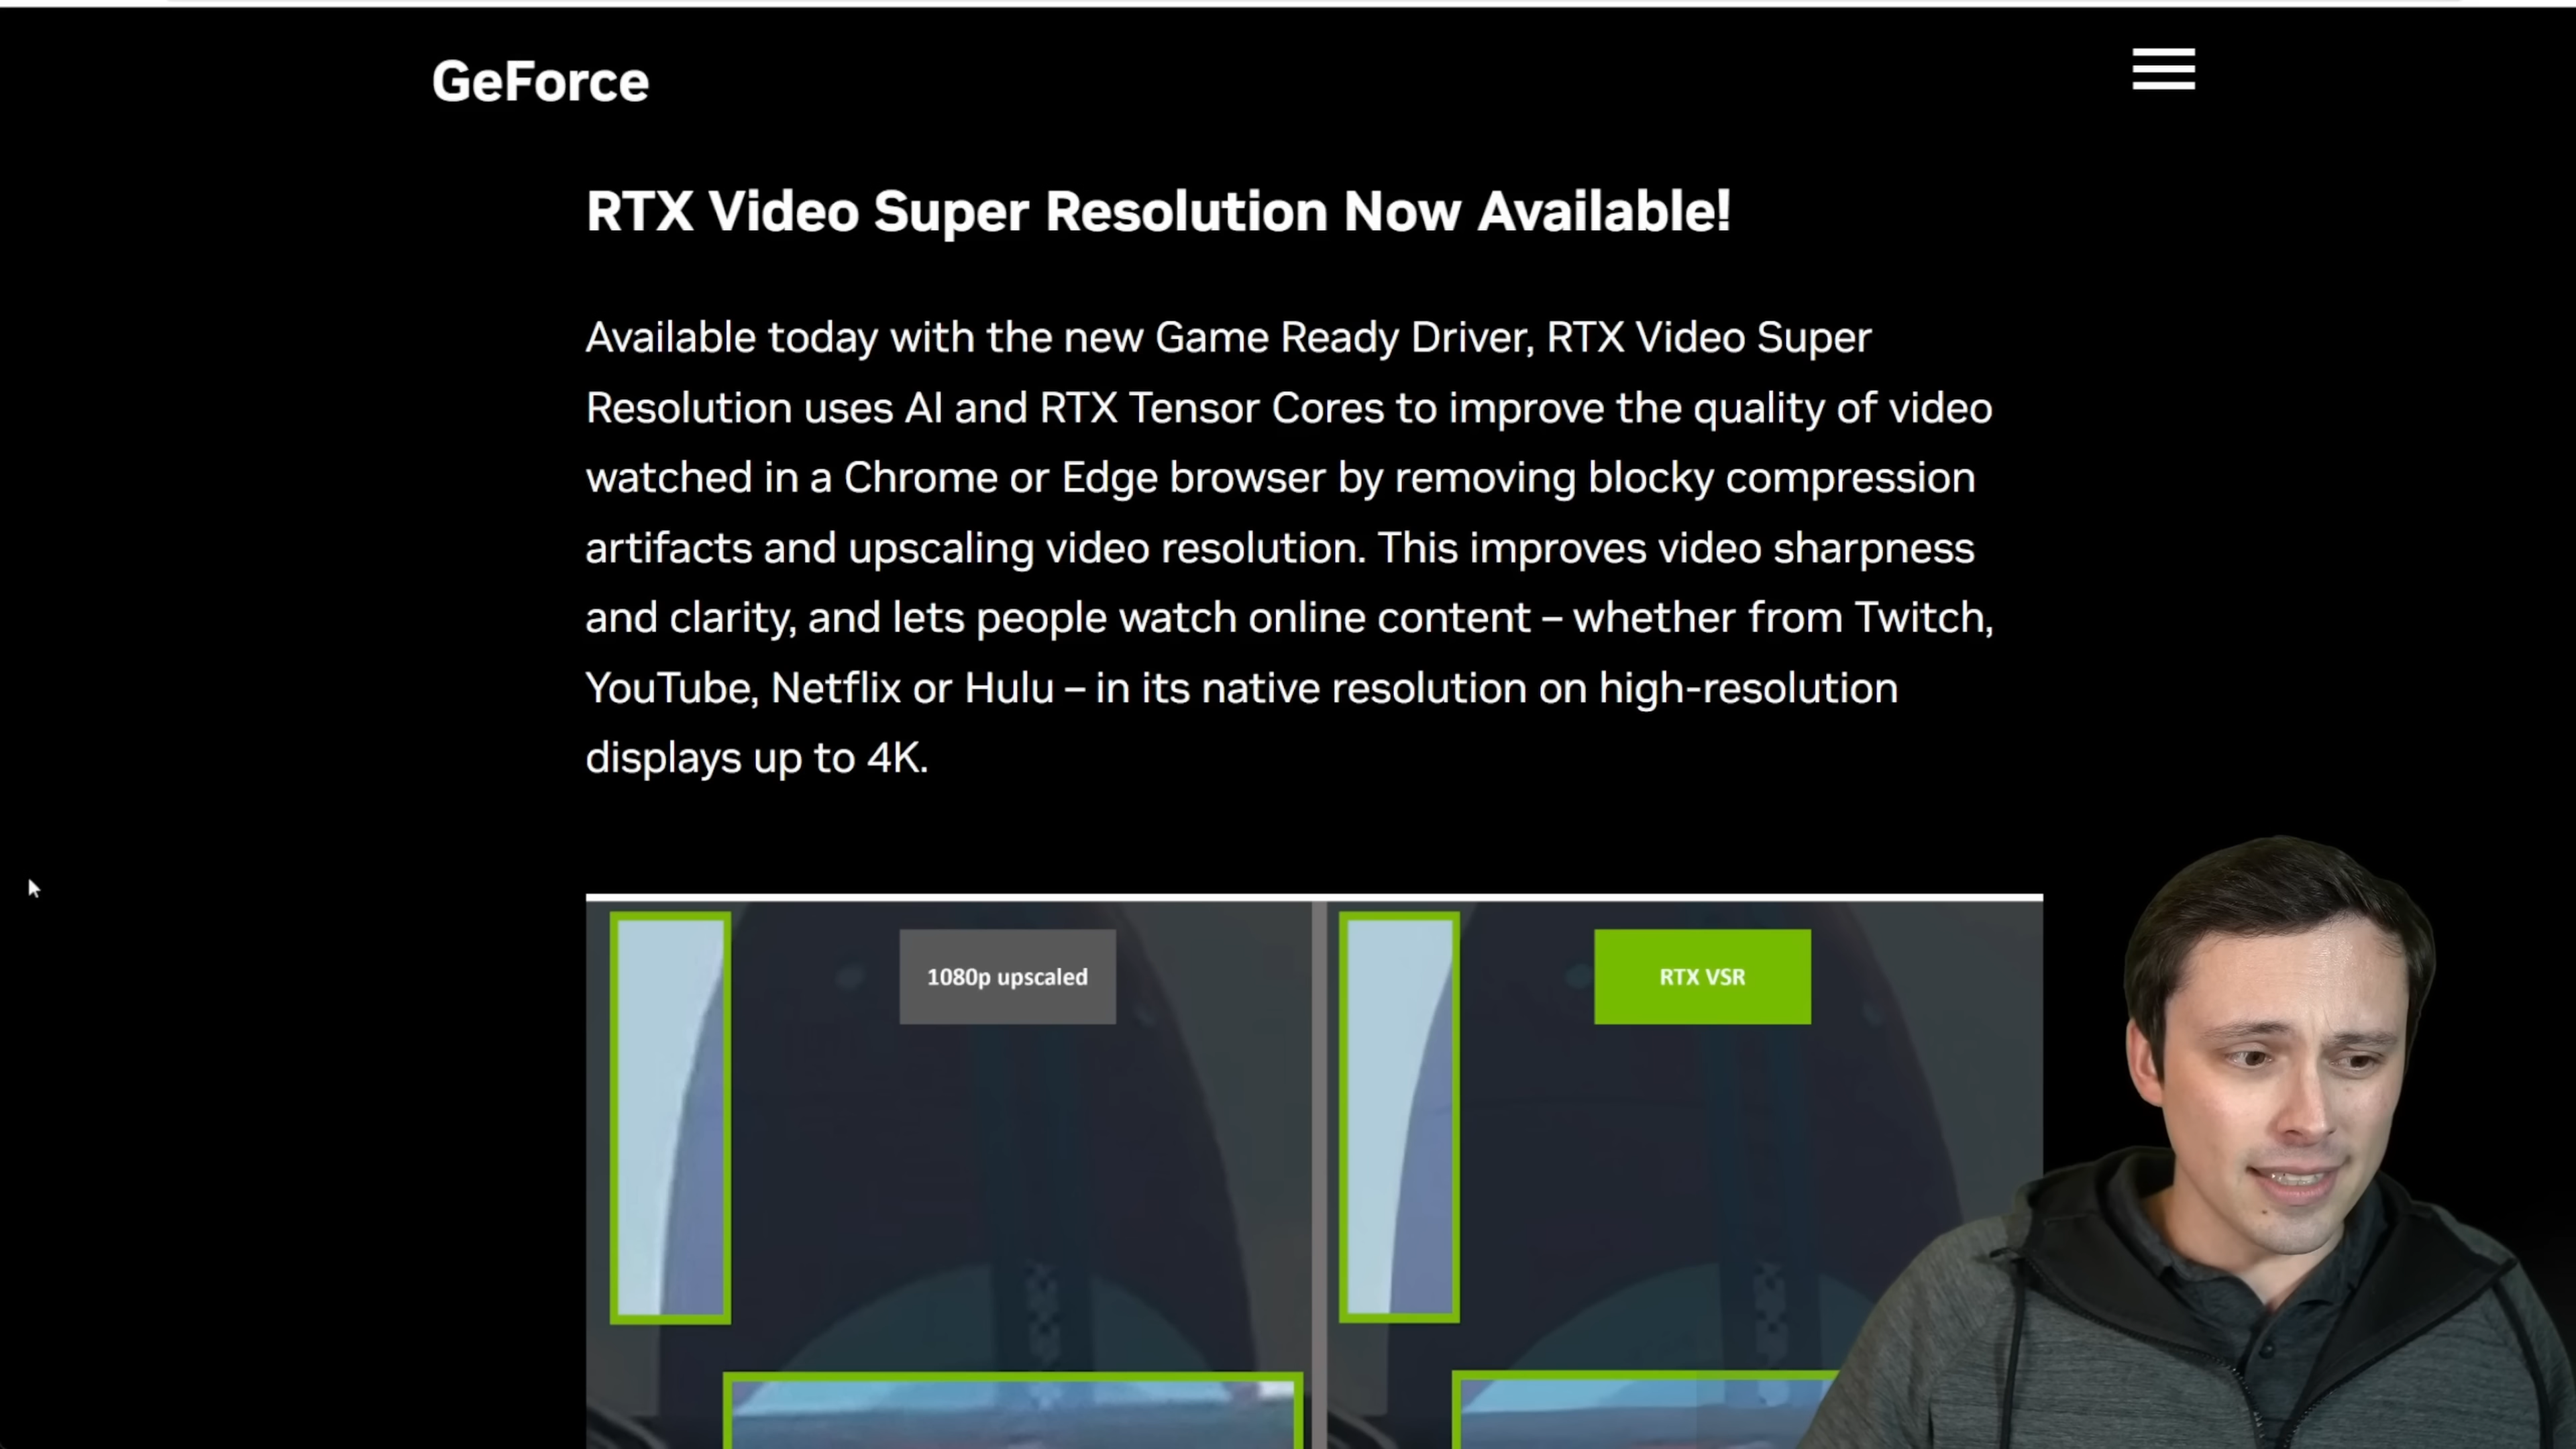 GeForce
RTX Video Super Resolution Now Available!
Available today with the new Game Ready Driver, RTX Video Super
Resolution uses AI and RTX Tensor Cores to improve the quality of video
watched in a Chrome or Edge browser by removing blocky compression
artifacts and upscaling video resolution. This improves video sharpness
and clarity, and lets people watch online content – whether from Twitch,
YouTube, Netflix or Hulu – in its native resolution on high-resolution
displays up to 4K.
1080p upscaled
RTX VSR